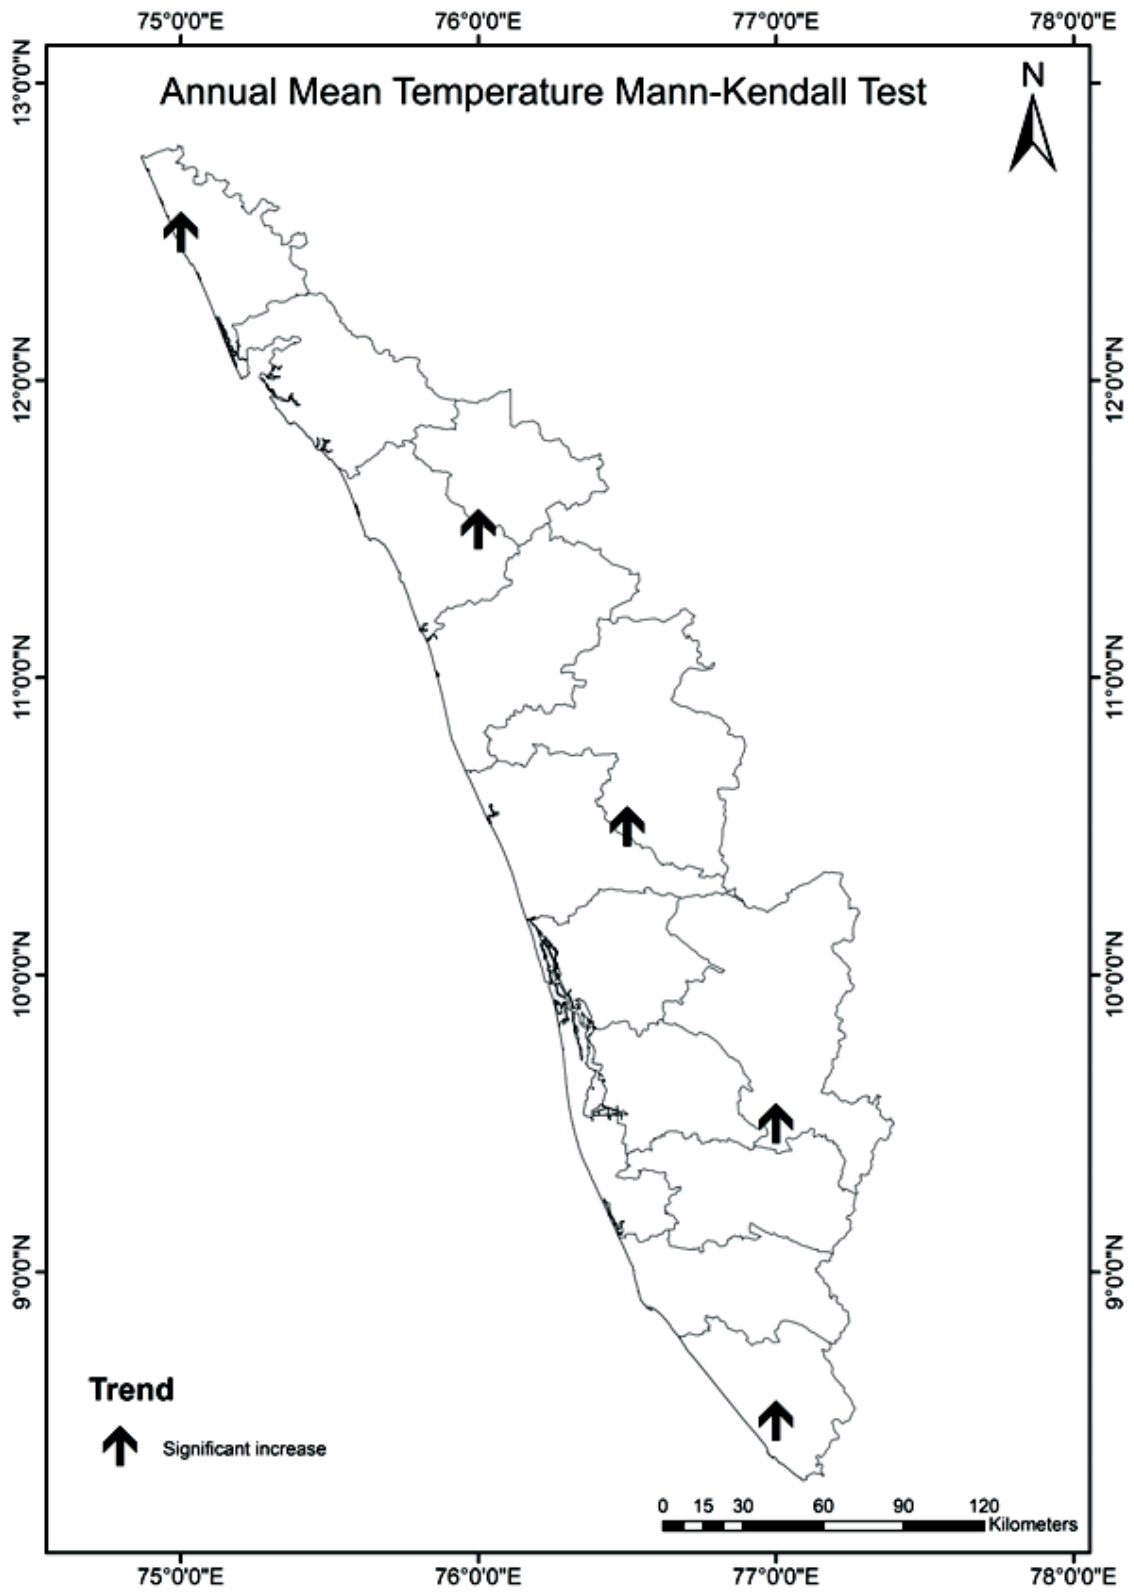 75°0'0"E 76°0'0"E 77°0'0"E 78°0'0"E
Annual Mean Temperature Mann-Kendall Test
N
13°0'0"N
12°0'0"N 12°0'0"N
11°0'0"N 11°0'0"N
10°0'0"N 10°0'0"N
9°0'0"N 9°0'0"N
Trend
Significant increase
0 15 30 60 90 120
Kilometers
75°0'0"E 76°0'0"E 77°0'0"E 78°0'0"E